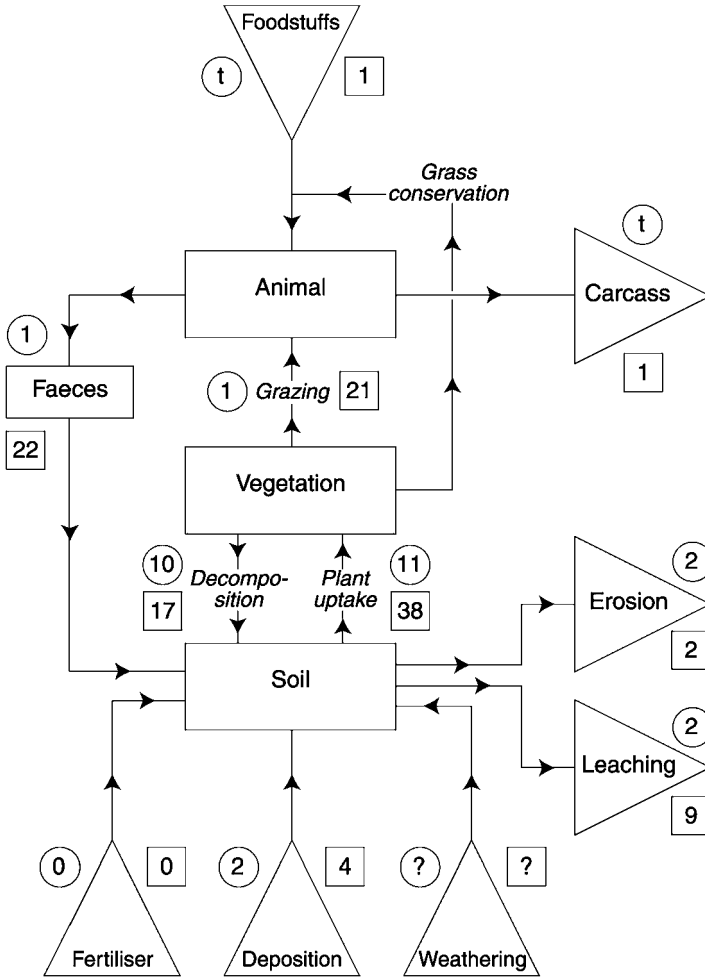 Foodstuffs
t
1
Grass
conservation
t
Animal
Carcass
1
1
Faeces
1
Grazing
21
22
Vegetation
10
Decompo-
sition
17
Plant
uptake
11
38
2
Erosion
2
Soil
2
Leaching
9
0
0
Fertiliser
2
4
Deposition
?
?
Weathering